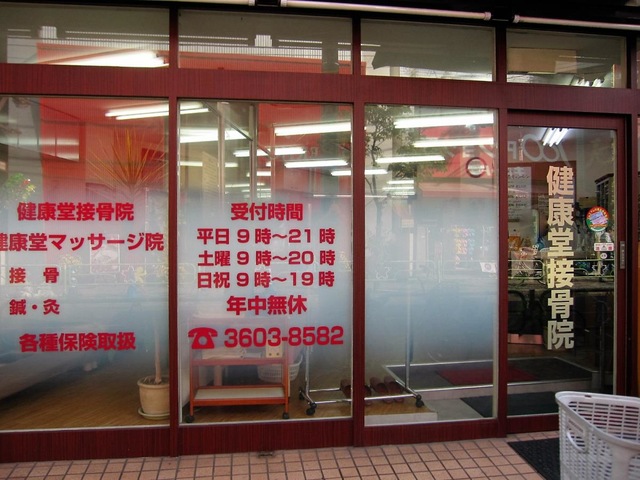 健康堂接骨院
健康堂マッサージ院
接骨
鍼・灸
各種保険取扱
受付時間
平日9時〜21時
土曜9時〜20時
日祝9時〜19時
年中無休
☎3603-8582
健康堂接骨院